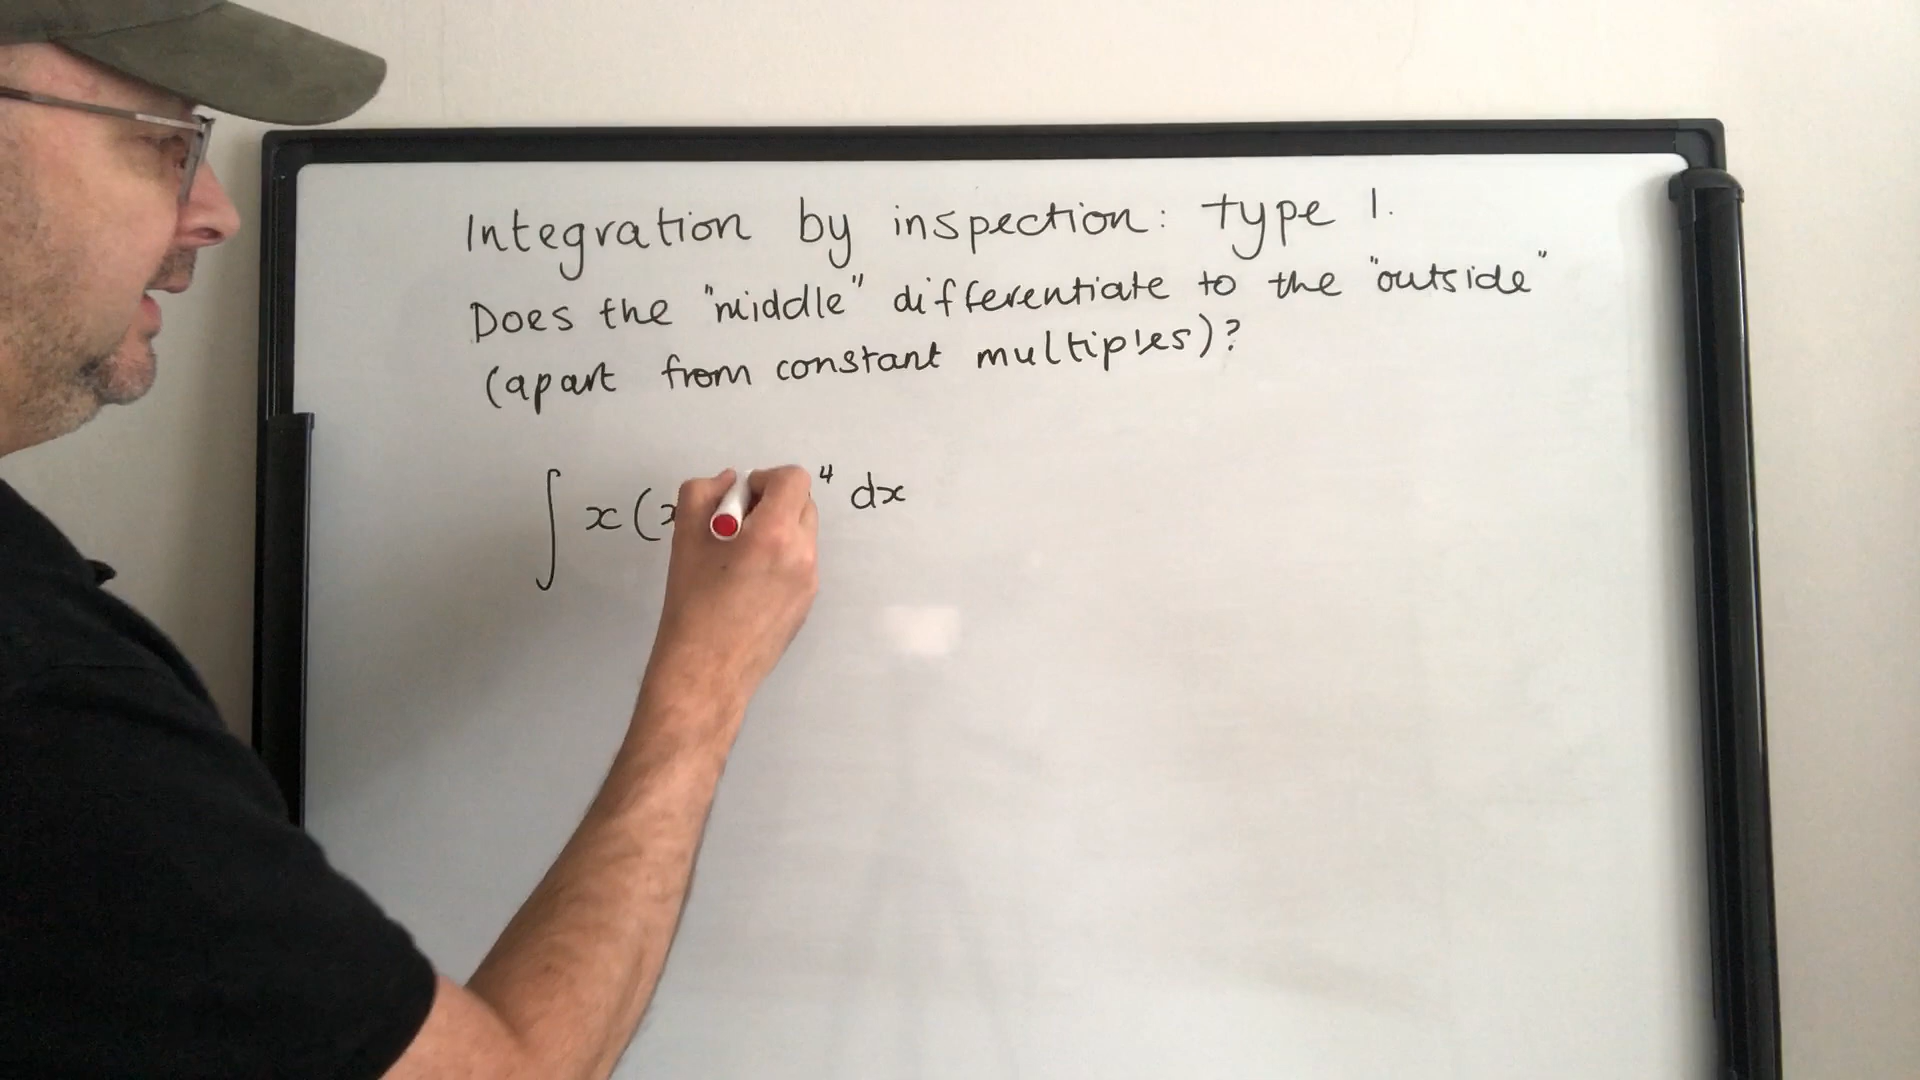 Integration by inspection: type 1.
Does the "middle" differentiate to the "outside"
(apart from constant multiples)?
∫ x(x ⁴ dx